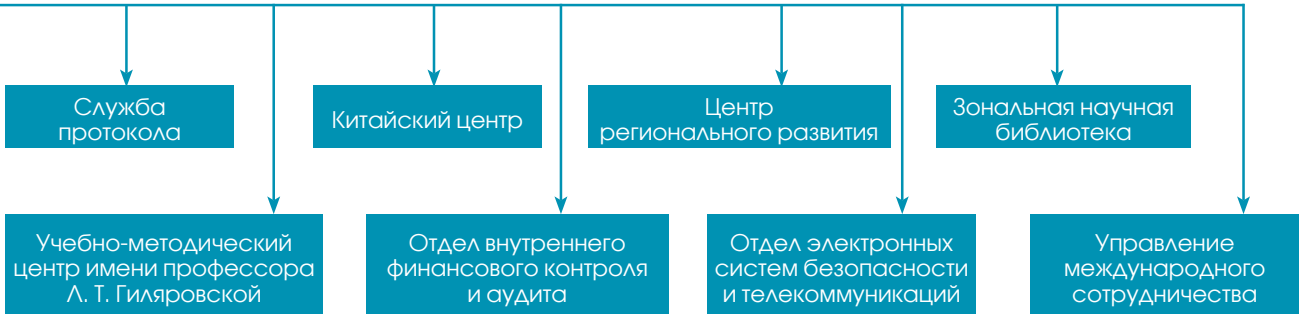 Служба
протокола
Китайский центр
Центр
регионального развития
Зональная научная
библиотека
Учебно-методический
центр имени профессора
Л. Т. Гиляровской
Отдел внутреннего
финансового контроля
и аудита
Отдел электронных
систем безопасности
и телекоммуникаций
Управление
международного
сотрудничества